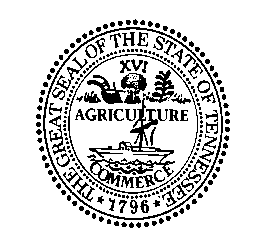 THE GREAT SEAL OF THE STATE OF TENNESSEE
XVI
AGRICULTURE
COMMERCE
1796